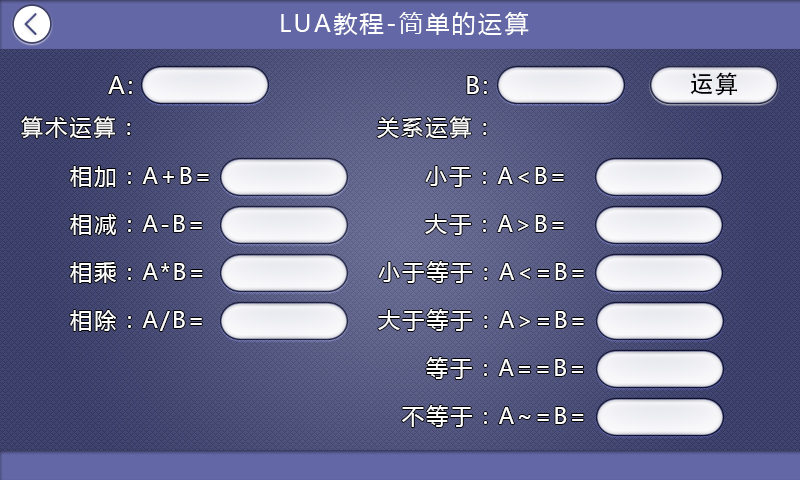 LUA教程-简单的运算
A:
B:
运算
算术运算：
相加：A+B=
相减：A-B=
相乘：A*B=
相除：A/B=
关系运算：
小于：A<B=
大于：A>B=
小于等于：A<=B=
大于等于：A>=B=
等于：A==B=
不等于：A~=B=